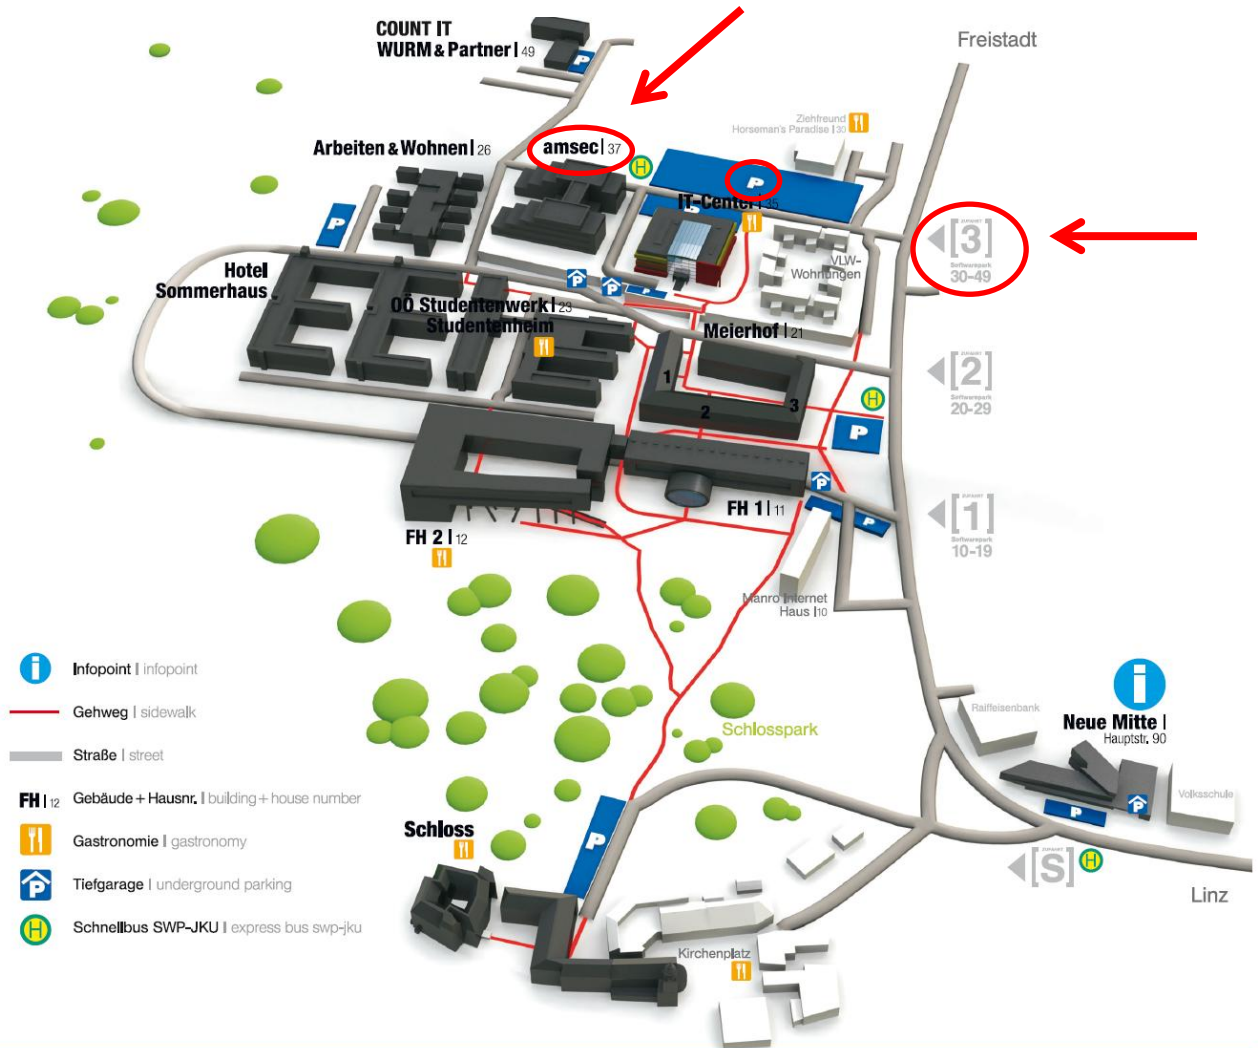 COUNT IT
WURM & Partner | 49
Freistadt
Ziehfreund
Horseman's Paradise | 30
Arbeiten & Wohnen | 26
amsec | 37
H
P
P
IT-Center | 35
P
P
[3]
Softwarepark
30-49
VLW-
Wohnungen
Hotel
Sommerhaus
P
P
P
OÖ Studentenwerk | 23
Studentenheim
Meierhof | 21
1
2
3
[2]
Softwarepark
20-29
H
P
P
FH 1 | 11
P
[1]
Softwarepark
10-19
FH 2 | 12
Manro Internet
Haus | 10
i
Infopoint | infopoint
Gehweg | sidewalk
Straße | street
FH | 12 Gebäude + Hausnr. | building + house number
Gastronomie | gastronomy
P Tiefgarage | underground parking
H Schnellbus SWP-JKU | express bus swp-jku
Schlosspark
i
Raiffeisenbank
Neue Mitte |
Hauptstr. 90
Volksschule
P
P
Schloss
P
[S]
H
Linz
Kirchenplatz